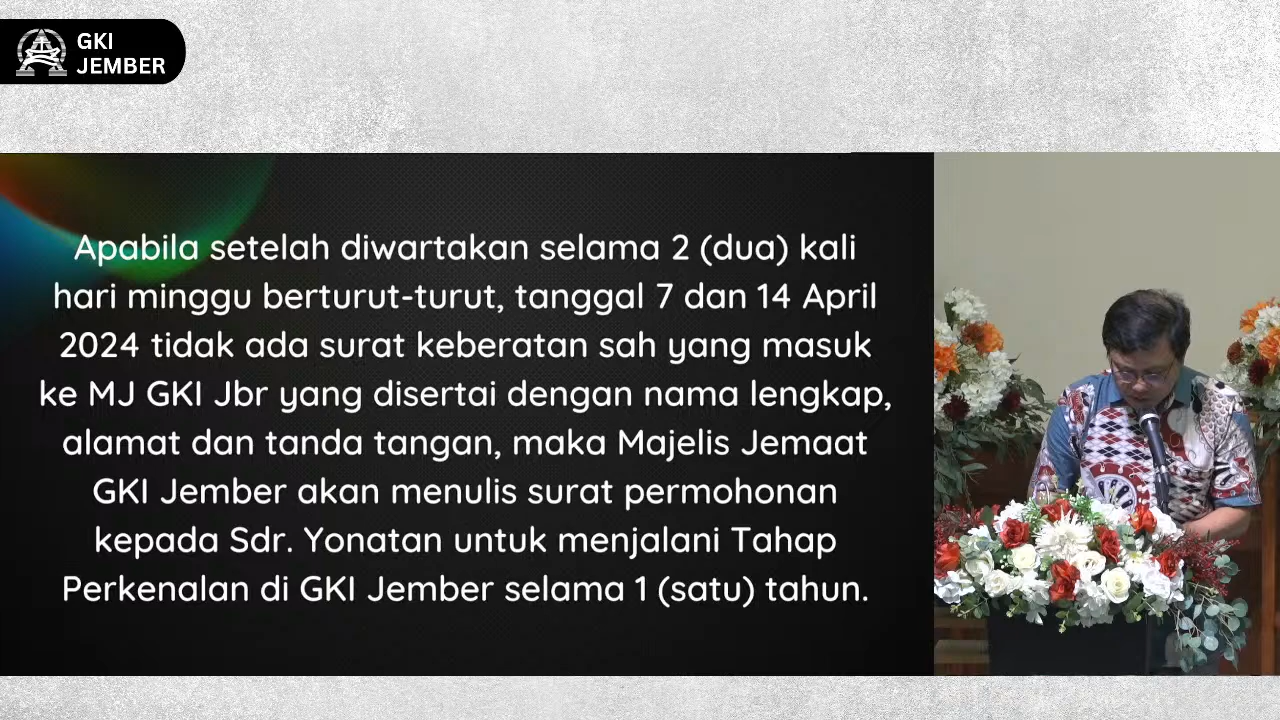 GKI
JEMBER
Apabila setelah diwartakan selama 2 (dua) kali
hari minggu berturut-turut, tanggal 7 dan 14 April
2024 tidak ada surat keberatan sah yang masuk
ke MJ GKI Jbr yang disertai dengan nama lengkap,
alamat dan tanda tangan, maka Majelis Jemaat
GKI Jember akan menulis surat permohonan
kepada Sdr. Yonatan untuk menjalani Tahap
Perkenalan di GKI Jember selama 1 (satu) tahun.